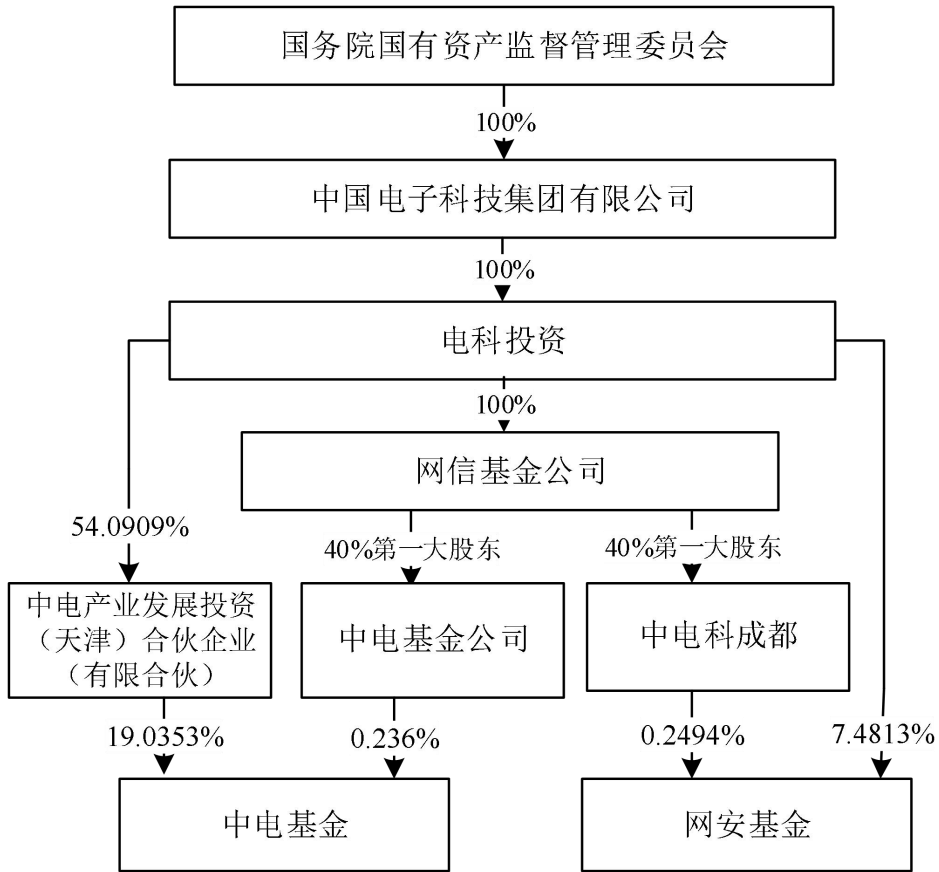 国务院国有资产监督管理委员会
100%
中国电子科技集团有限公司
100%
电科投资
100%
网信基金公司
54.0909%
40%第一大股东
40%第一大股东
中电产业发展投资
（天津）合伙企业
（有限合伙）
中电基金公司
中电科成都
19.0353%
0.236%
0.2494%
7.4813%
中电基金
网安基金